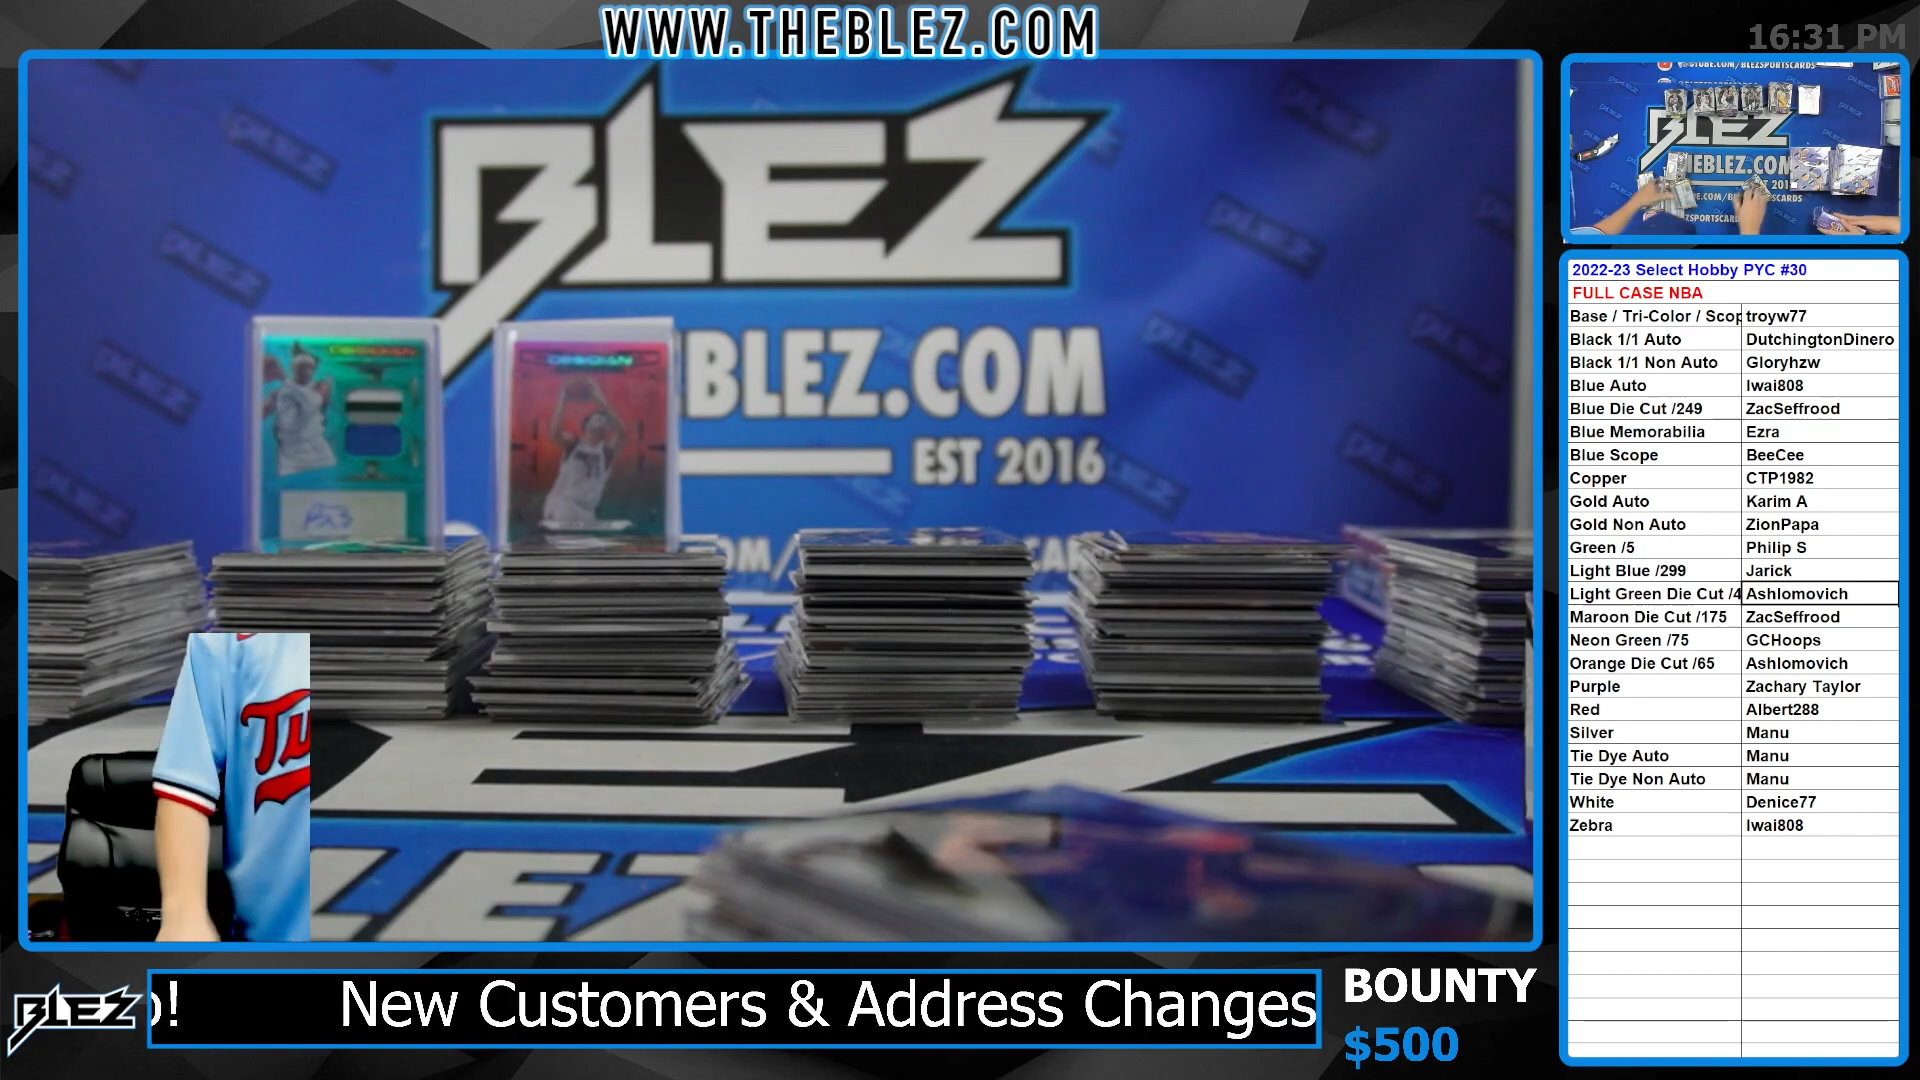 WWW.THEBLEZ.COM
16:31 PM
BLEZ
BLEZ.COM
EST 2016
OBSIDIAN
OBSIDIAN
BLEZ
2022-23 Select Hobby PYC #30
FULL CASE NBA
Base / Tri-Color / Scop troyw77
Black 1/1 Auto DutchingtonDinero
Black 1/1 Non Auto Gloryhzw
Blue Auto Iwai808
Blue Die Cut /249 ZacSeffrood
Blue Memorabilia Ezra
Blue Scope BeeCee
Copper CTP1982
Gold Auto Karim A
Gold Non Auto ZionPapa
Green /5 Philip S
Light Blue /299 Jarick
Light Green Die Cut /4 Ashlomovich
Maroon Die Cut /175 ZacSeffrood
Neon Green /75 GCHoops
Orange Die Cut /65 Ashlomovich
Purple Zachary Taylor
Red Albert288
Silver Manu
Tie Dye Auto Manu
Tie Dye Non Auto Manu
White Denice77
Zebra Iwai808
BLEZ
o! New Customers & Address Changes
BOUNTY
$500